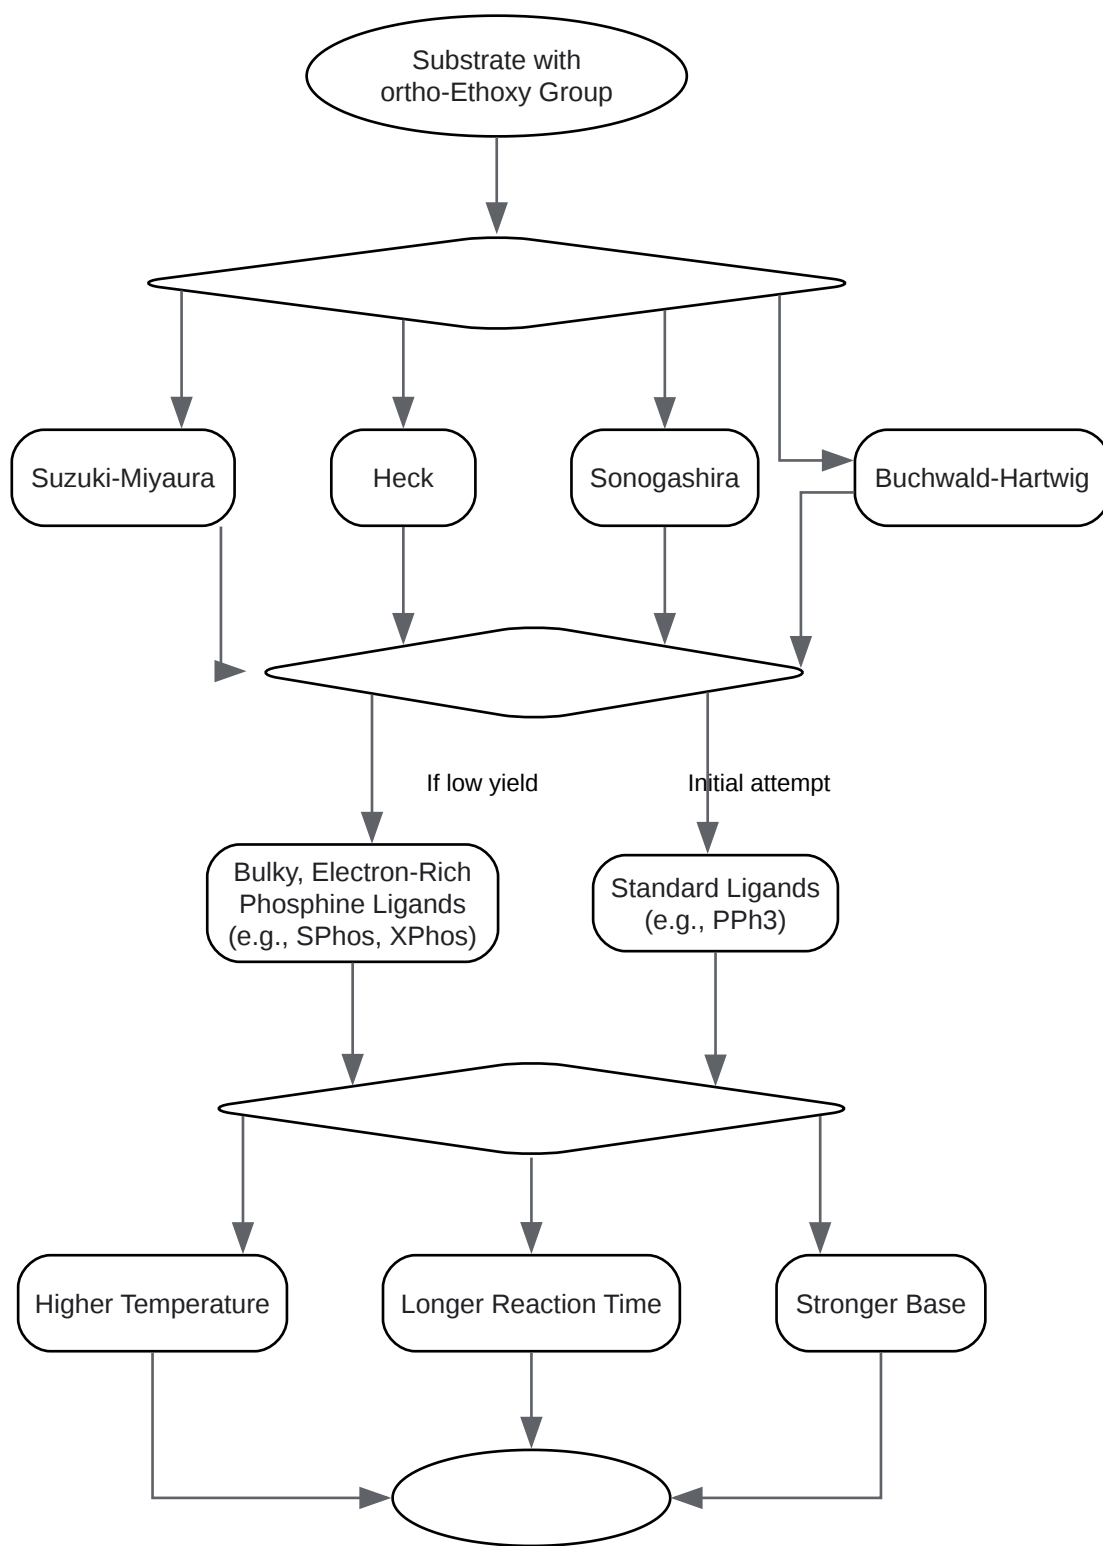 Substrate with
ortho-Ethoxy Group
Suzuki-Miyaura
Heck
Sonogashira
Buchwald-Hartwig
If low yield
Initial attempt
Bulky, Electron-Rich
Phosphine Ligands
(e.g., SPhos, XPhos)
Standard Ligands
(e.g., PPh3)
Higher Temperature
Longer Reaction Time
Stronger Base